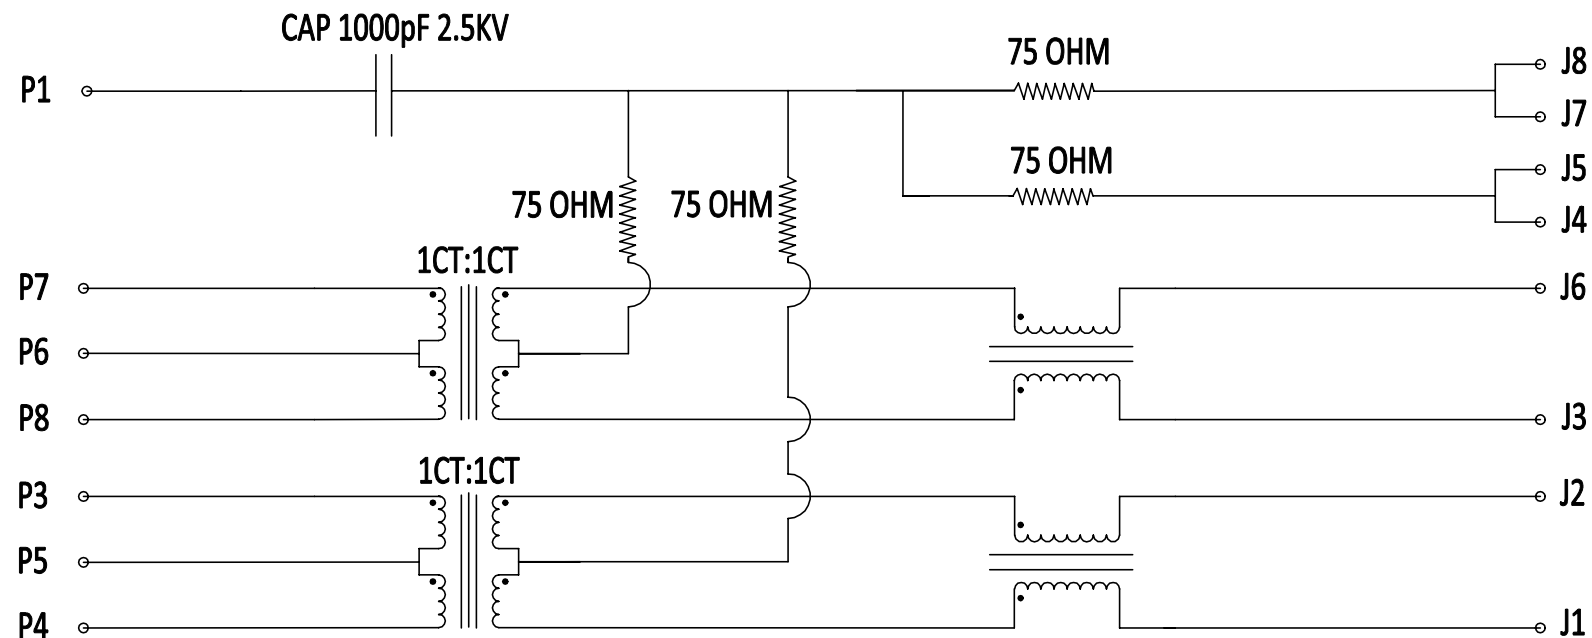 CAP 1000pF 2.5KV
P1
75 OHM
J8
J7
75 OHM
J5
J4
75 OHM
75 OHM
1CT:1CT
P7
J6
P6
P8
J3
1CT:1CT
P3
J2
P5
P4
J1